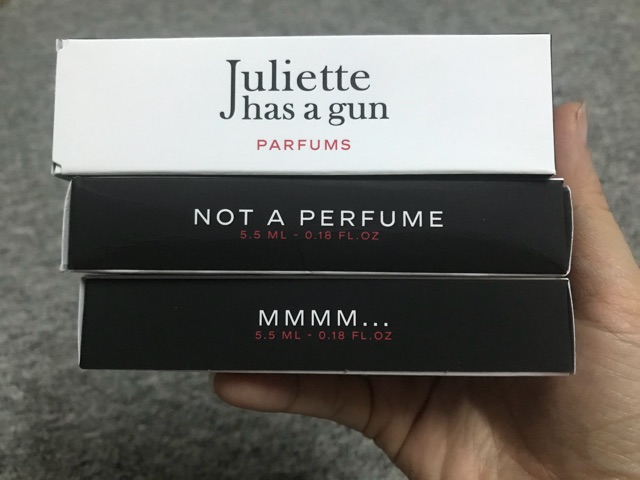 Juliette
has a gun
PARFUMS
NOT A PERFUME
5.5 ML - 0.18 FL.OZ
MMMM...
5.5 ML - 0.18 FL.OZ